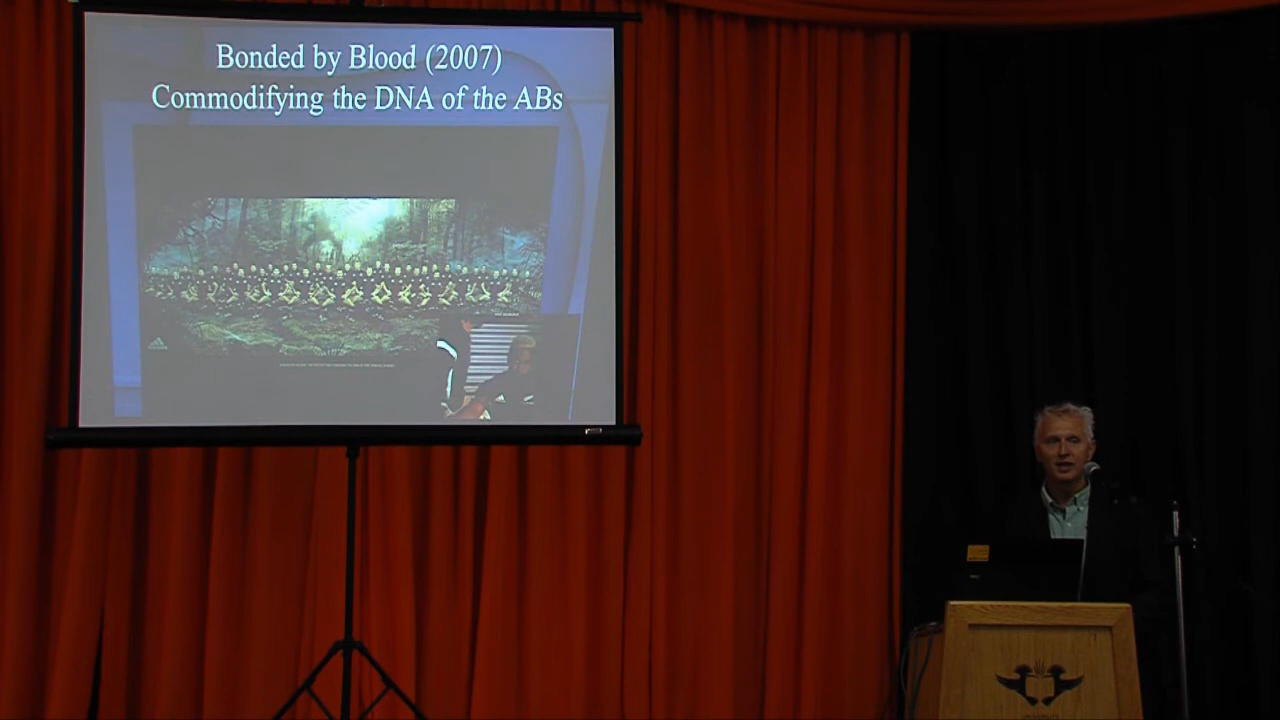 Bonded by Blood (2007)
Commodifying the DNA of the ABs